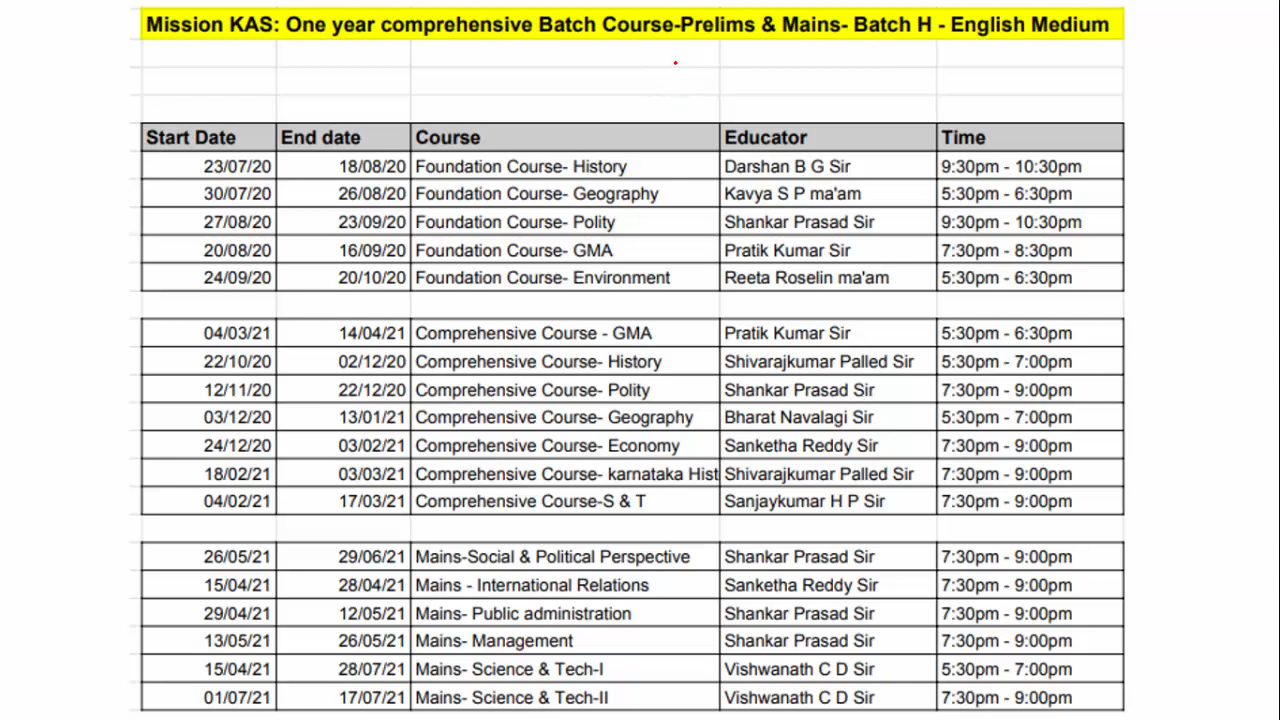 Mission KAS: One year comprehensive Batch Course-Prelims & Mains- Batch H - English Medium
Start Date End date Course Educator Time
23/07/20 18/08/20 Foundation Course- History Darshan B G Sir 9:30pm - 10:30pm
30/07/20 26/08/20 Foundation Course- Geography Kavya S P ma'am 5:30pm - 6:30pm
27/08/20 23/09/20 Foundation Course- Polity Shankar Prasad Sir 9:30pm - 10:30pm
20/08/20 16/09/20 Foundation Course- GMA Pratik Kumar Sir 7:30pm - 8:30pm
24/09/20 20/10/20 Foundation Course- Environment Reeta Roselin ma'am 5:30pm - 6:30pm
04/03/21 14/04/21 Comprehensive Course - GMA Pratik Kumar Sir 5:30pm - 6:30pm
22/10/20 02/12/20 Comprehensive Course- History Shivarajkumar Palled Sir 5:30pm - 7:00pm
12/11/20 22/12/20 Comprehensive Course- Polity Shankar Prasad Sir 7:30pm - 9:00pm
03/12/20 13/01/21 Comprehensive Course- Geography Bharat Navalagi Sir 5:30pm - 7:00pm
24/12/20 03/02/21 Comprehensive Course- Economy Sanketha Reddy Sir 7:30pm - 9:00pm
18/02/21 03/03/21 Comprehensive Course- karnataka Hist Shivarajkumar Palled Sir 7:30pm - 9:00pm
04/02/21 17/03/21 Comprehensive Course-S & T Sanjaykumar H P Sir 7:30pm - 9:00pm
26/05/21 29/06/21 Mains-Social & Political Perspective Shankar Prasad Sir 7:30pm - 9:00pm
15/04/21 28/04/21 Mains - International Relations Sanketha Reddy Sir 7:30pm - 9:00pm
29/04/21 12/05/21 Mains- Public administration Shankar Prasad Sir 7:30pm - 9:00pm
13/05/21 26/05/21 Mains- Management Shankar Prasad Sir 7:30pm - 9:00pm
15/04/21 28/07/21 Mains- Science & Tech-I Vishwanath C D Sir 5:30pm - 7:00pm
01/07/21 17/07/21 Mains- Science & Tech-II Vishwanath C D Sir 7:30pm - 9:00pm